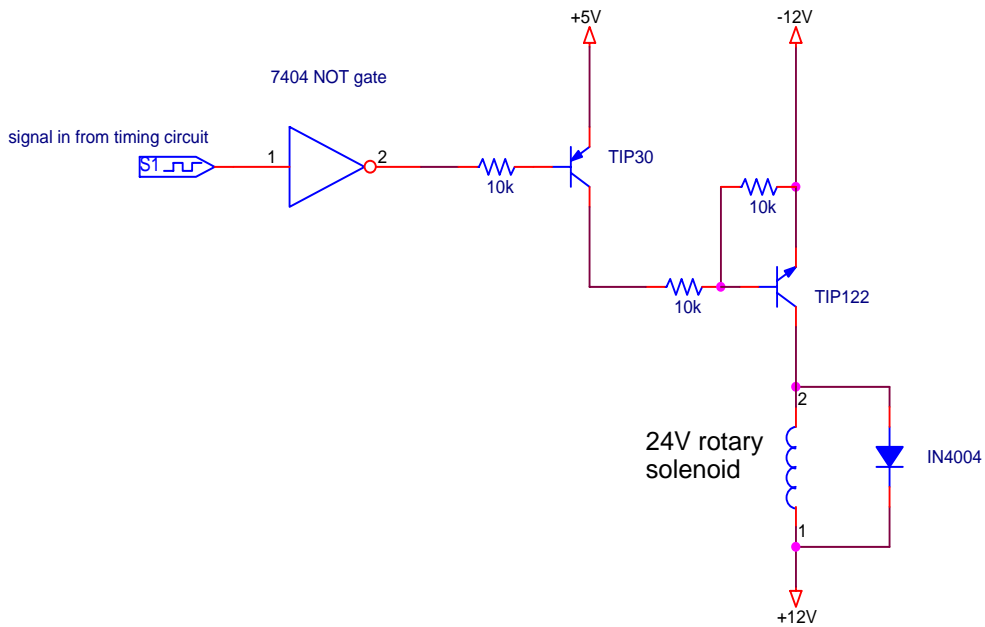 +5V
-12V
7404 NOT gate
signal in from timing circuit
S1
1
2
10k
TIP30
10k
10k
TIP122
2
24V rotary
solenoid
IN4004
1
+12V